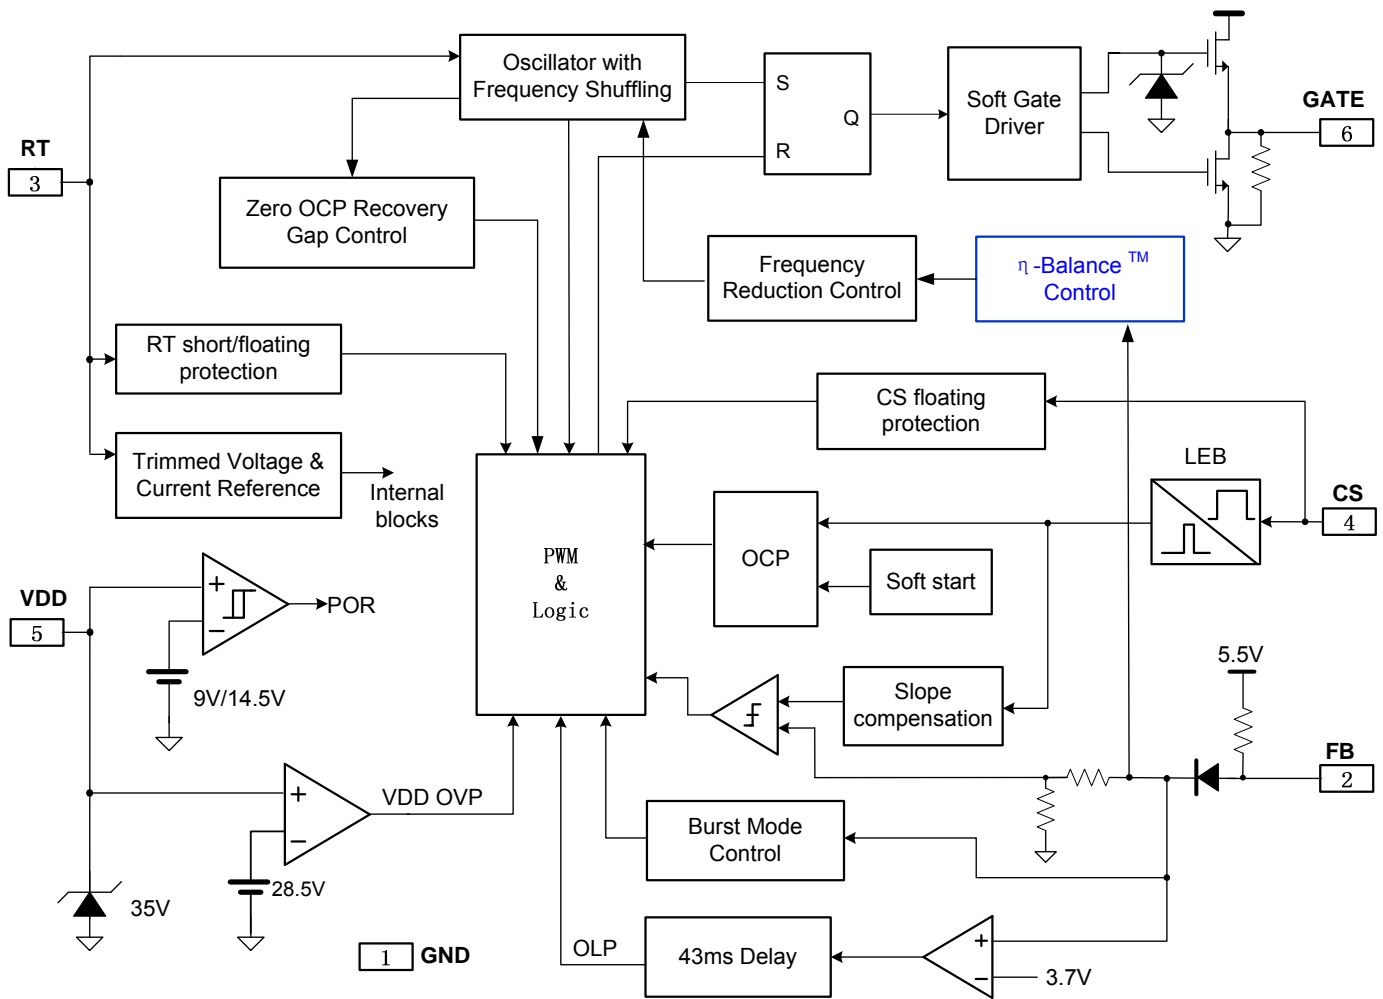 Oscillator with
Frequency Shuffling
S
R
Q
Soft Gate
Driver
GATE
6
RT
3
Zero OCP Recovery
Gap Control
Frequency
Reduction Control
η-Balance TM
Control
RT short/floating
protection
CS floating
protection
Trimmed Voltage &
Current Reference
Internal
blocks
LEB
CS
4
PWM
&
Logic
OCP
Soft start
VDD
5
+
−
POR
9V/14.5V
Slope
compensation
5.5V
FB
2
+
−
VDD OVP
28.5V
35V
Burst Mode
Control
1
GND
OLP
43ms Delay
+
−
3.7V